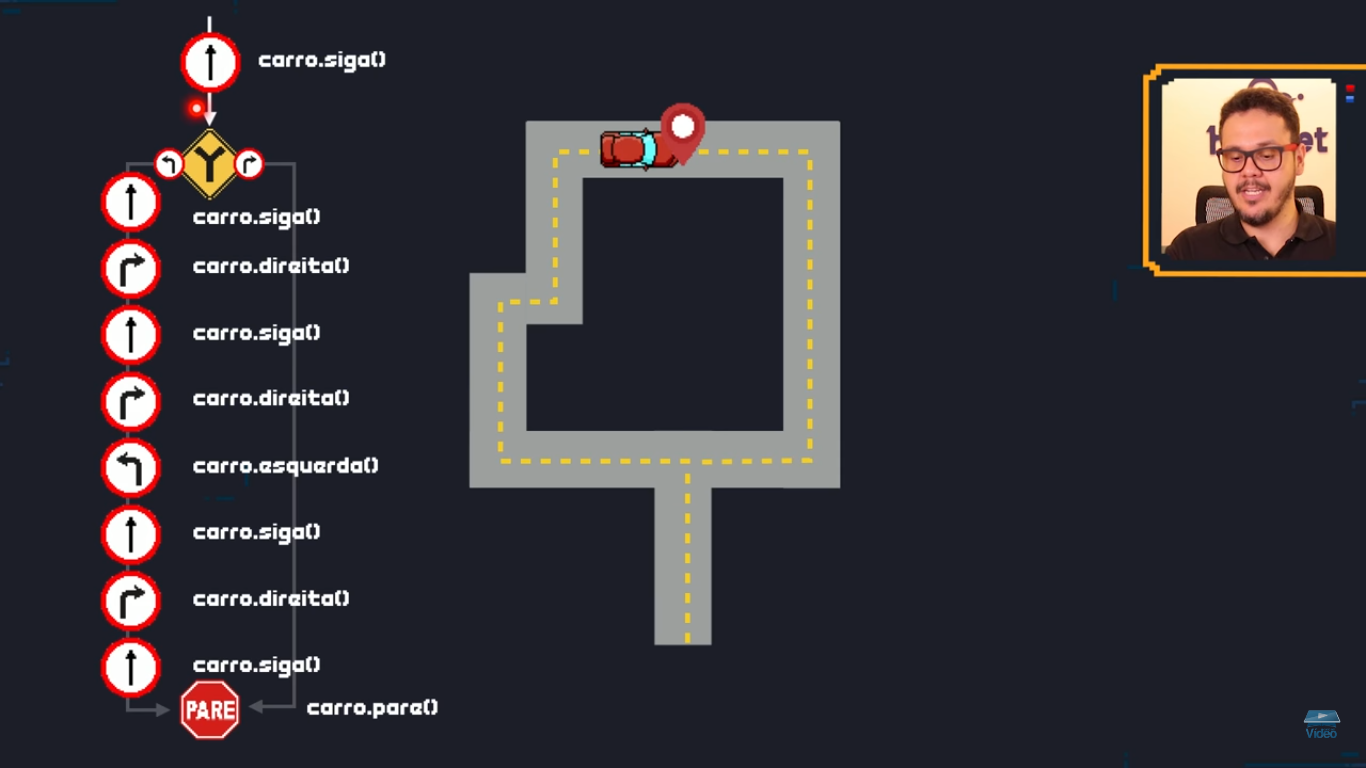 carro.siga()
carro.siga()
carro.direita()
carro.siga()
carro.direita()
carro.esquerda()
carro.siga()
carro.direita()
carro.siga()
PARE
carro.pare()
Vídeo